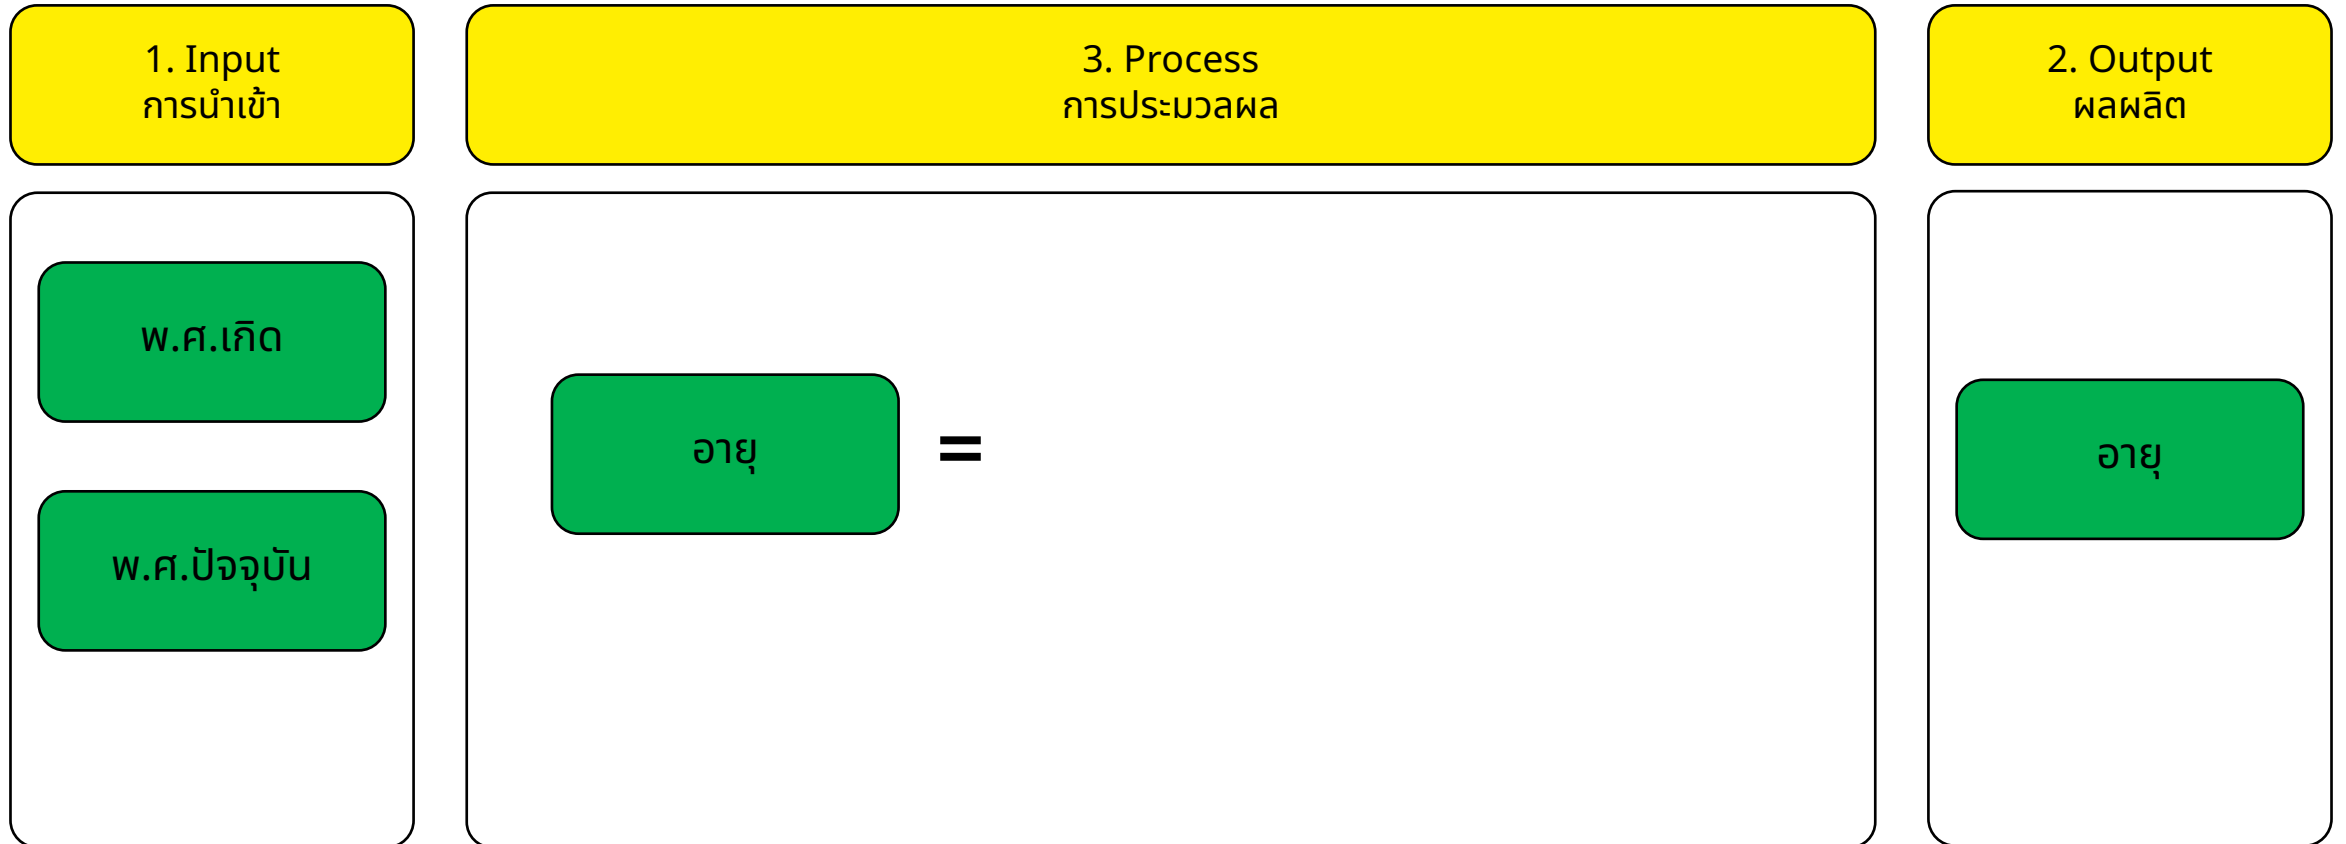 1. Input
การนำเข้า
3. Process
การประมวลผล
2. Output
ผลผลิต
พ.ศ.เกิด
พ.ศ.ปัจจุบัน
อายุ
=
อายุ